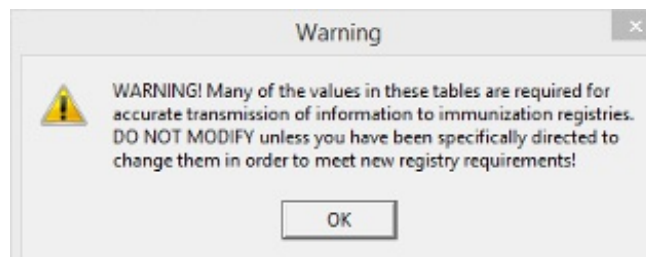 Warning
WARNING! Many of the values in these tables are required for
accurate transmission of information to immunization registries.
DO NOT MODIFY unless you have been specifically directed to
change them in order to meet new registry requirements!
OK